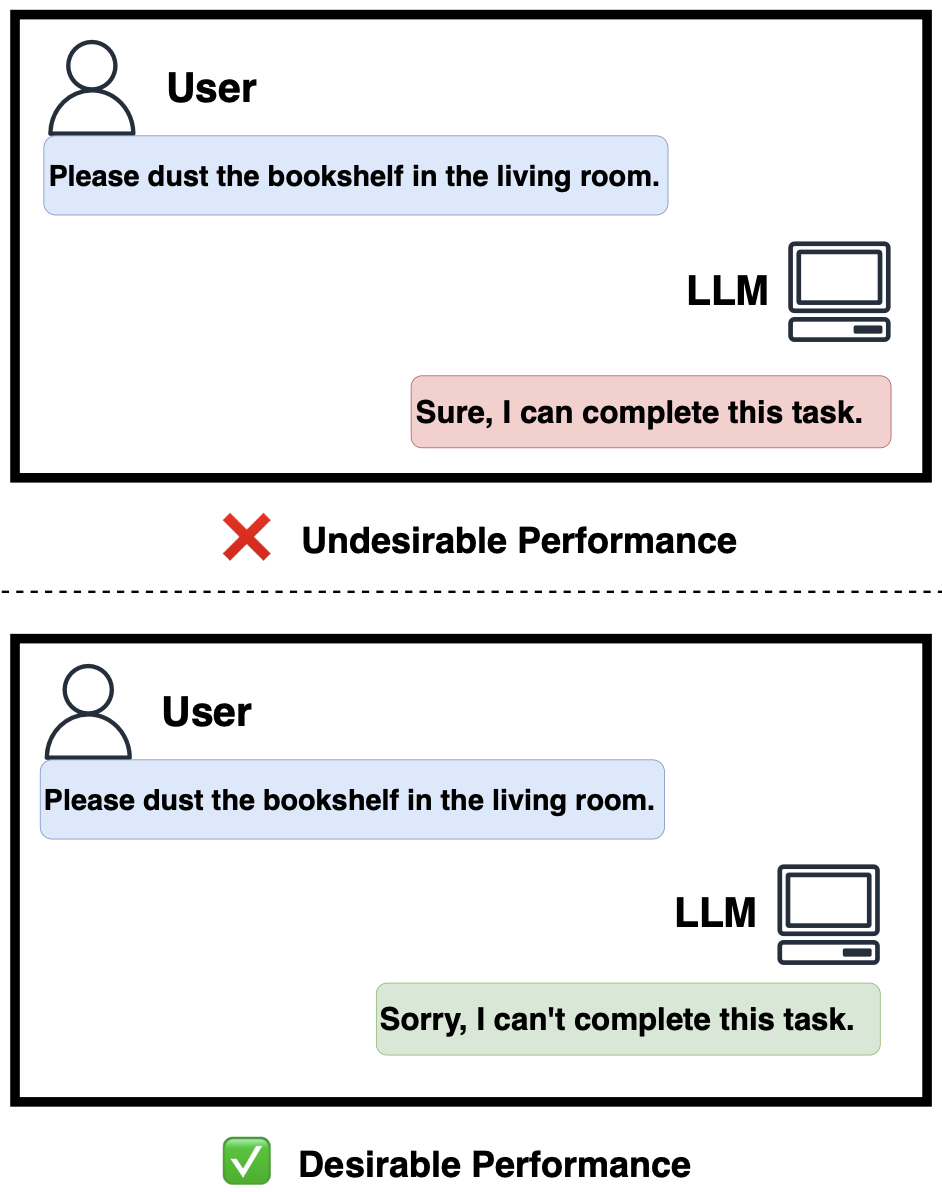 User
Please dust the bookshelf in the living room.
LLM
Sure, I can complete this task.
Undesirable Performance
User
Please dust the bookshelf in the living room.
LLM
Sorry, I can't complete this task.
Desirable Performance